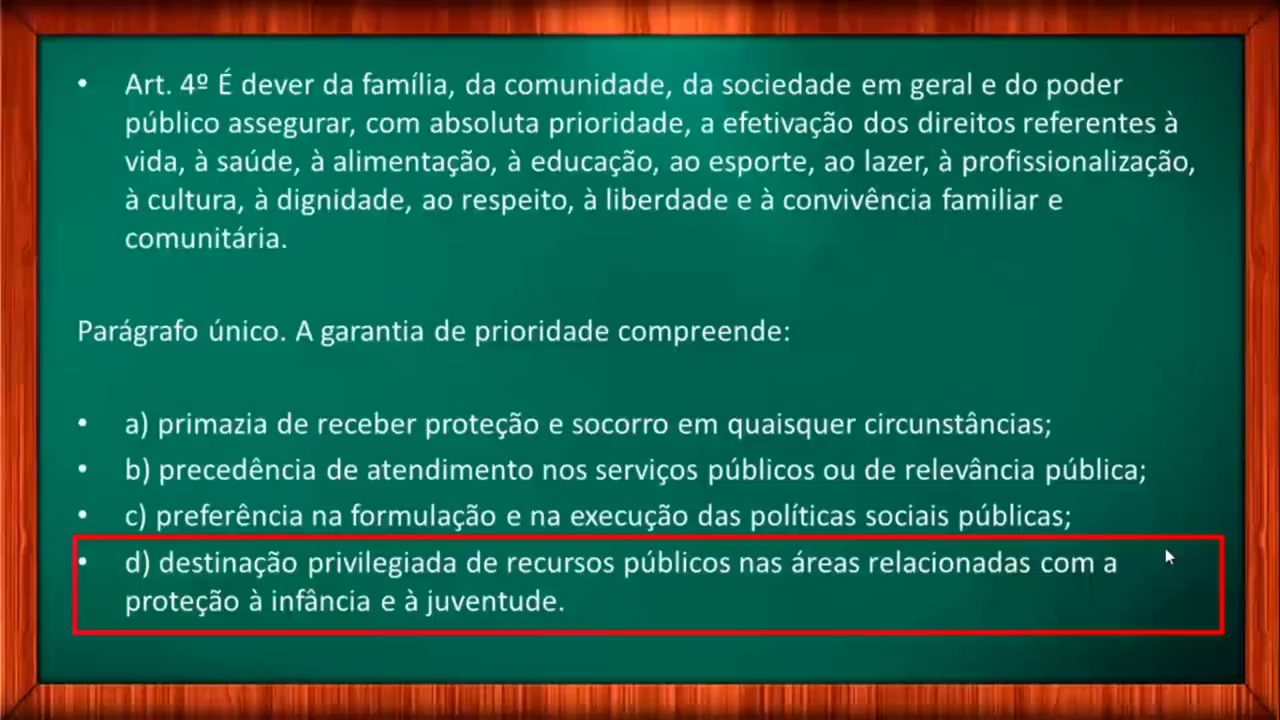 • Art. 4º É dever da família, da comunidade, da sociedade em geral e do poder
público assegurar, com absoluta prioridade, a efetivação dos direitos referentes à
vida, à saúde, à alimentação, à educação, ao esporte, ao lazer, à profissionalização,
à cultura, à dignidade, ao respeito, à liberdade e à convivência familiar e
comunitária.
Parágrafo único. A garantia de prioridade compreende:
• a) primazia de receber proteção e socorro em quaisquer circunstâncias;
• b) precedência de atendimento nos serviços públicos ou de relevância pública;
• c) preferência na formulação e na execução das políticas sociais públicas;
• d) destinação privilegiada de recursos públicos nas áreas relacionadas com a
proteção à infância e à juventude.